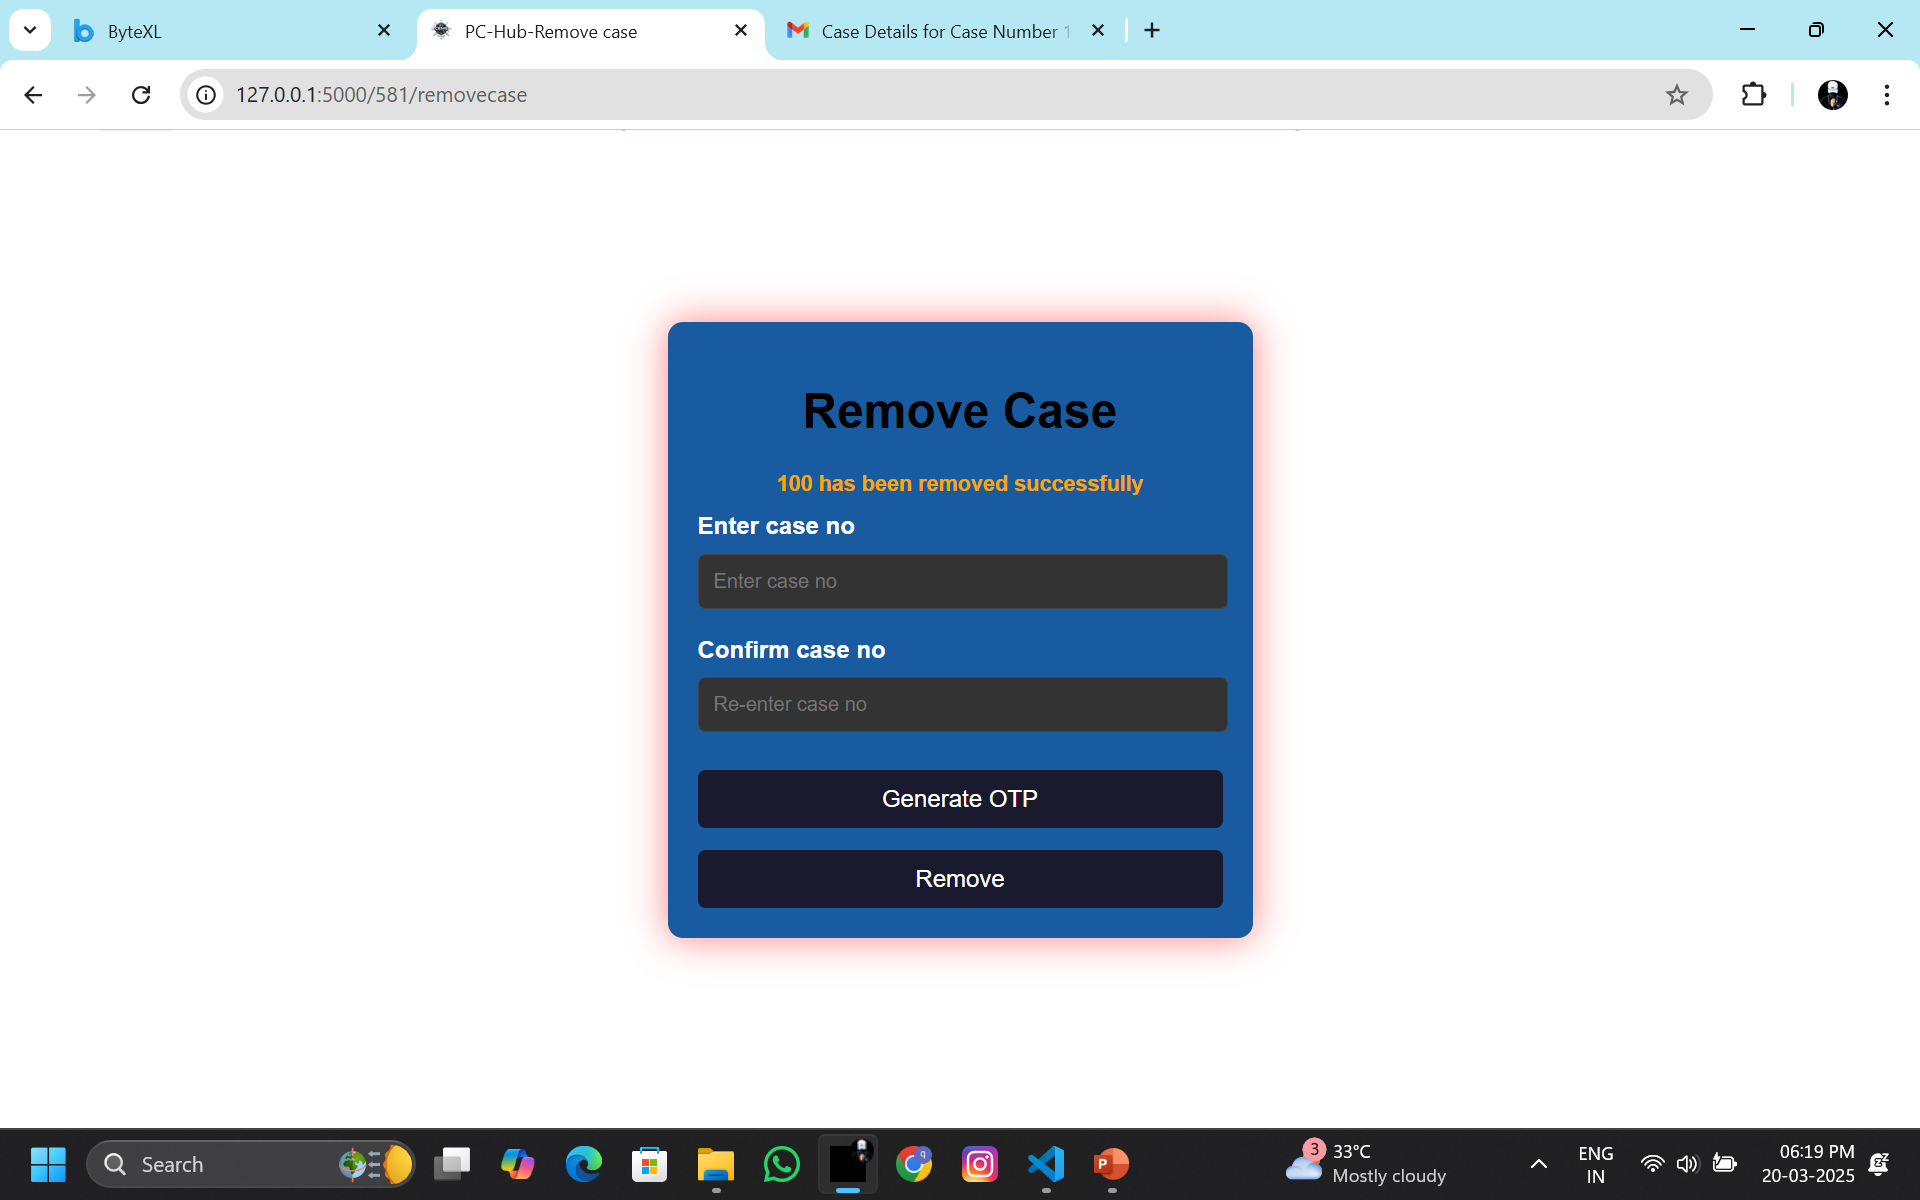 ByteXL
PC-Hub-Remove case
Case Details for Case Number 1
127.0.0.1:5000/581/removecase
Remove Case
100 has been removed successfully
Enter case no
Enter case no
Confirm case no
Re-enter case no
Generate OTP
Remove
Search
3
33°C
Mostly cloudy
ENG
IN
06:19 PM
20-03-2025